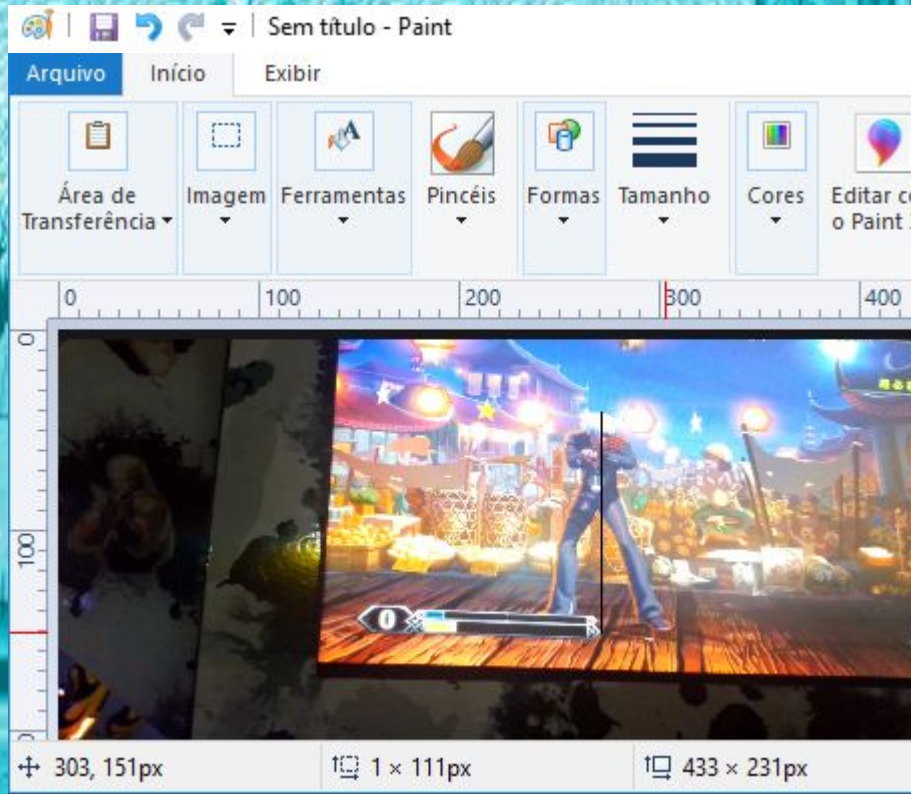 Sem título - Paint
Arquivo Início Exibir
Área de Transferência
Imagem
Ferramentas
Pincéis
Formas
Tamanho
Cores
Editar
o Paint
0 100 200 300 400
0
100
0
303, 151px 1 × 111px 433 × 231px